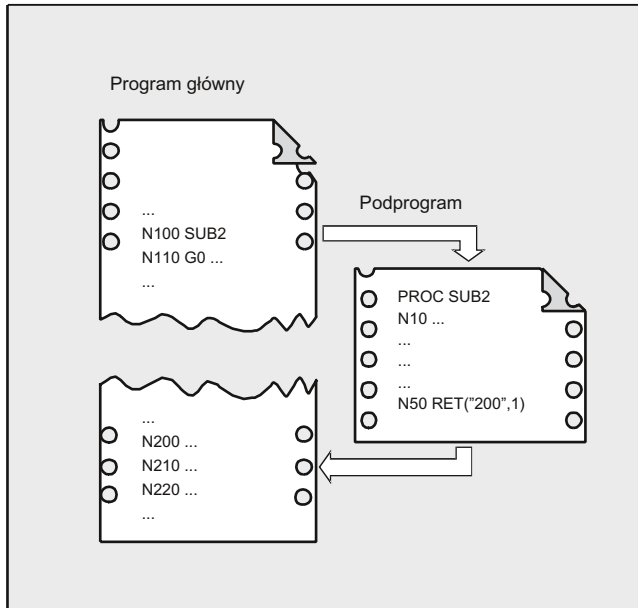 Program główny
...
N100 SUB2
N110 G0 ...
...
Podprogram
PROC SUB2
N10 ...
...
...
...
N50 RET("200",1)
...
N200 ...
N210 ...
N220 ...
...